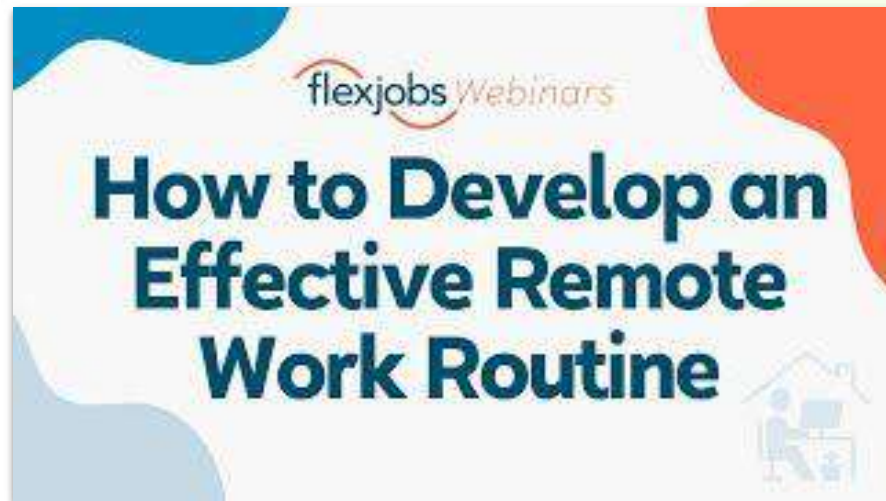 flexjobs Webinars
How to Develop an
Effective Remote
Work Routine